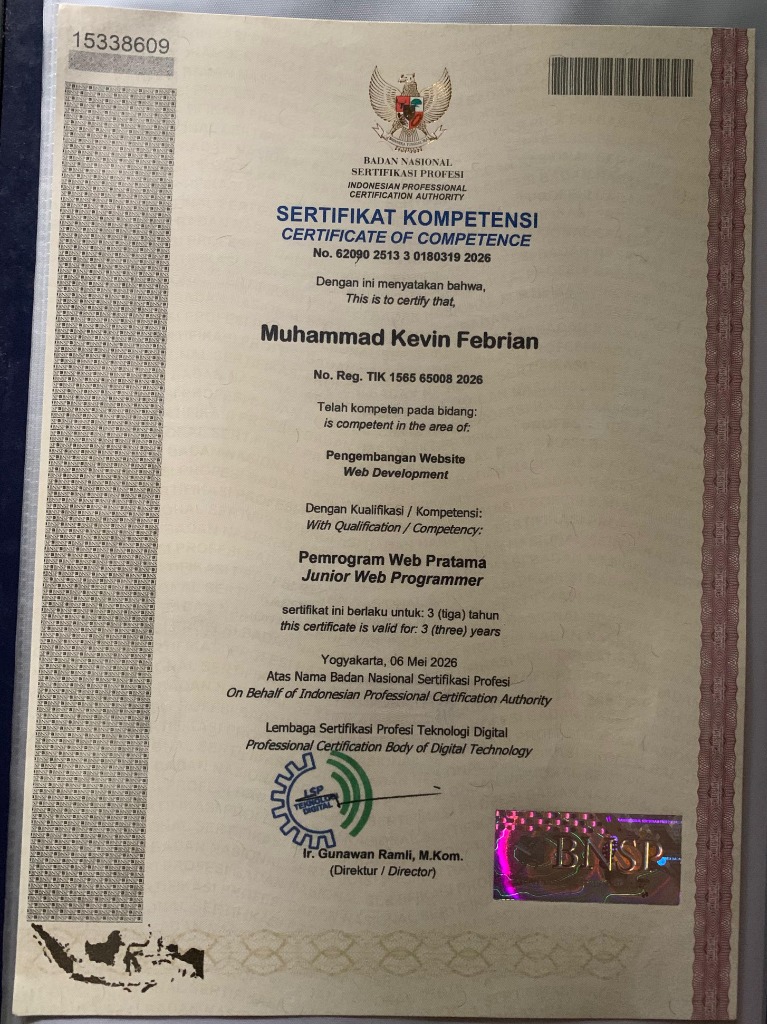 15338609
BADAN NASIONAL
SERTIFIKASI PROFESI
INDONESIAN PROFESSIONAL
CERTIFICATION AUTHORITY
SERTIFIKAT KOMPETENSI
CERTIFICATE OF COMPETENCE
No. 62090 2513 3 0180319 2026
Dengan ini menyatakan bahwa,
This is to certify that,
Muhammad Kevin Febrian
No. Reg. TIK 1565 65008 2026
Telah kompeten pada bidang:
is competent in the area of:
Pengembangan Website
Web Development
Dengan Kualifikasi / Kompetensi:
With Qualification / Competency:
Pemrogram Web Pratama
Junior Web Programmer
sertifikat ini berlaku untuk: 3 (tiga) tahun
this certificate is valid for: 3 (three) years
Yogyakarta, 06 Mei 2026
Atas Nama Badan Nasional Sertifikasi Profesi
On Behalf of Indonesian Professional Certification Authority
Lembaga Sertifikasi Profesi Teknologi Digital
Professional Certification Body of Digital Technology
LSP
TEKNOLOGI
DIGITAL
Ir. Gunawan Ramli, M.Kom.
(Direktur / Director)
BNSP